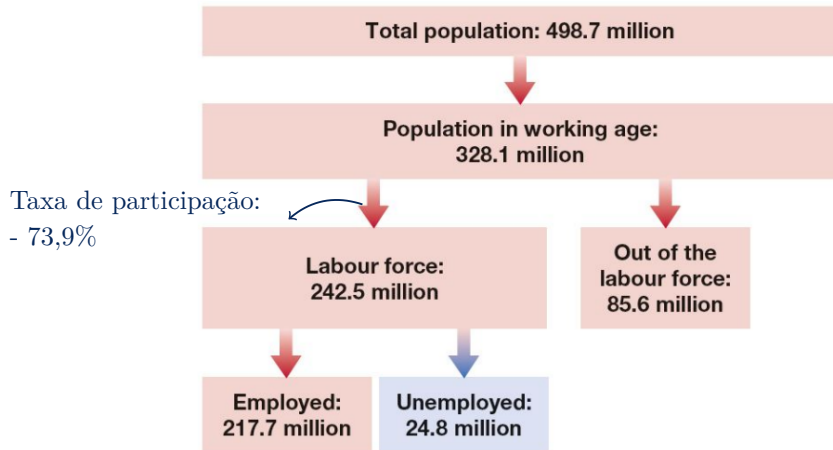 Total population: 498.7 million
Population in working age:
328.1 million
Taxa de participação:
- 73,9%
Labour force:
242.5 million
Out of the
labour force:
85.6 million
Employed:
217.7 million
Unemployed:
24.8 million